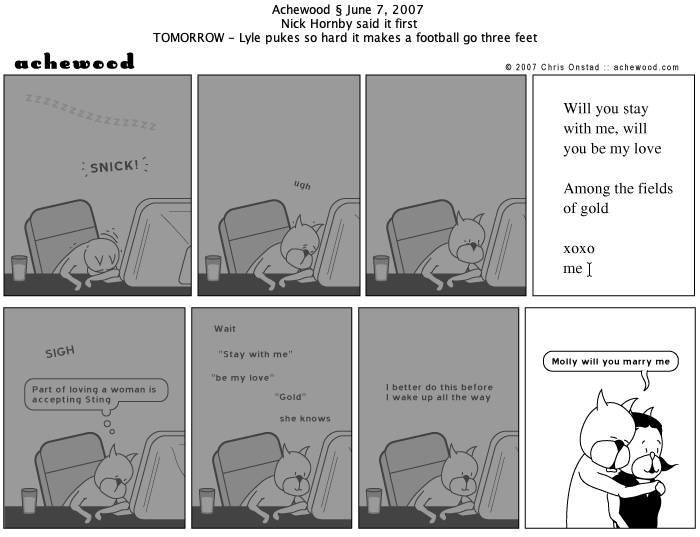 Achewood § June 7, 2007
Nick Hornby said it first
TOMORROW – Lyle pukes so hard it makes a football go three feet
achewood
© 2007 Chris Onstad :: achewood.com
zzzzzzzzzzzzzzzzz
SNICK!
ugh
Will you stay
with me, will
you be my love
Among the fields
of gold
xoxo
me
SIGH
Part of loving a woman is
accepting Sting
Wait
"Stay with me"
"be my love"
"Gold"
she knows
I better do this before
I wake up all the way
Molly will you marry me